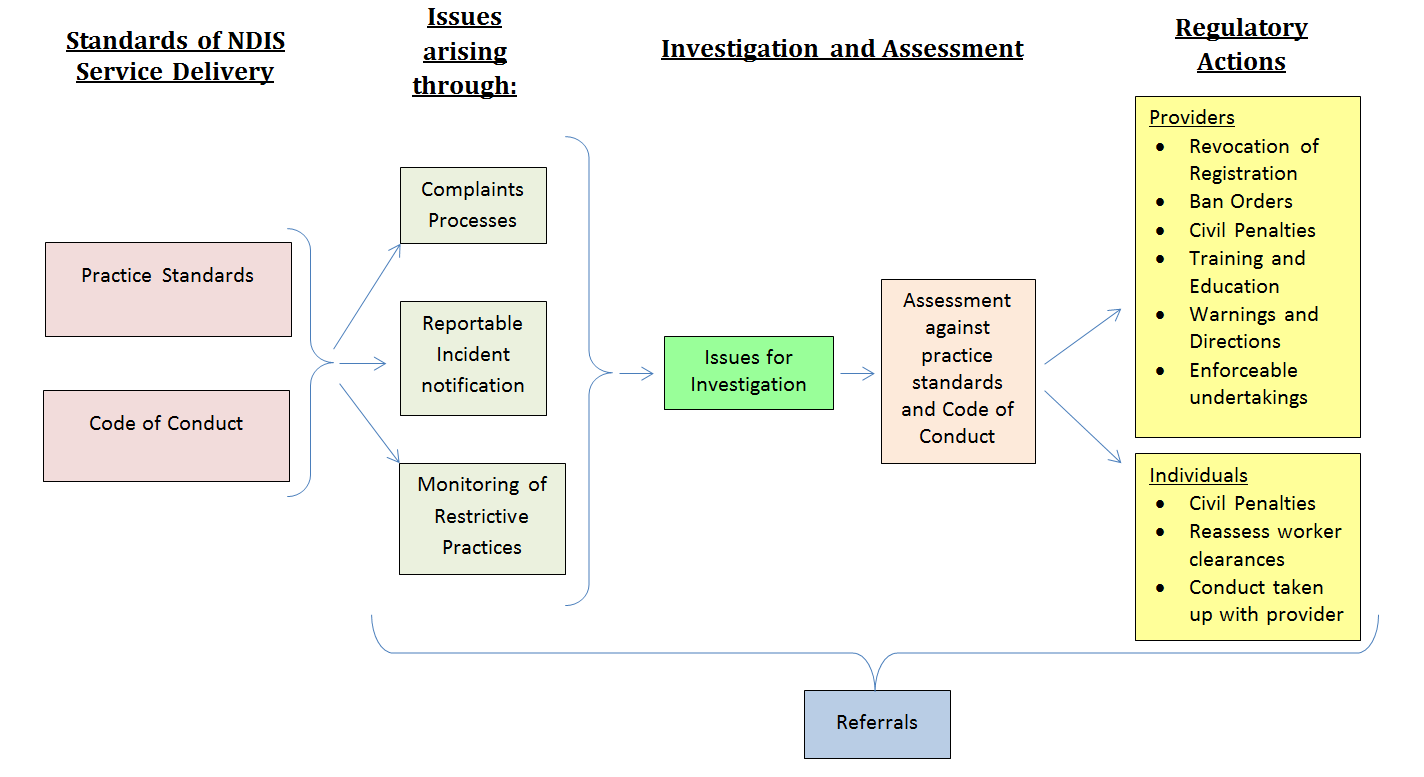 Standards of NDIS
Service Delivery
Issues
arising
through:
Investigation and Assessment
Regulatory
Actions
Practice Standards
Code of Conduct
Complaints
Processes
Reportable
Incident
notification
Monitoring of
Restrictive
Practices
Issues for
Investigation
Assessment
against
practice
standards
and Code of
Conduct
Providers
• Revocation of
Registration
• Ban Orders
• Civil Penalties
• Training and
Education
• Warnings and
Directions
• Enforceable
undertakings
Individuals
• Civil Penalties
• Reassess worker
clearances
• Conduct taken
up with provider
Referrals